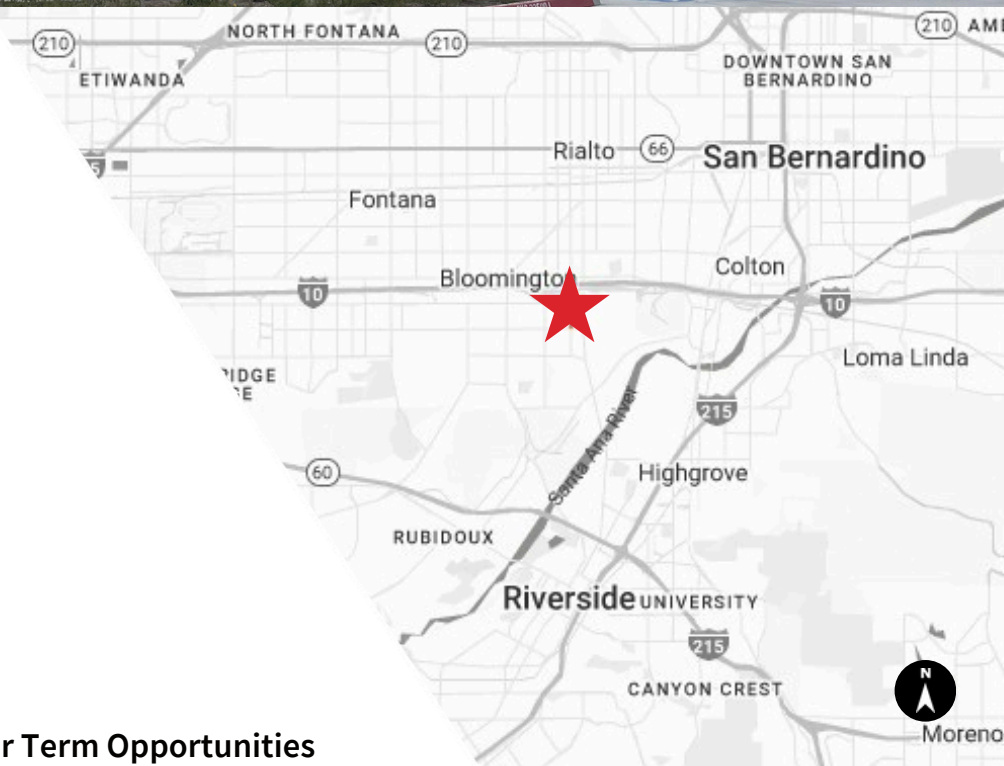 NORTH FONTANA
210
210
210
ETIWANDA
DOWNTOWN SAN
BERNARDINO
Rialto
66
San Bernardino
Fontana
Bloomington
Colton
10
10
Loma Linda
215
Santa Ana River
60
Highgrove
RUBIDOUX
Riverside
UNIVERSITY
215
CANYON CREST
N
Moreno
Term Opportunities